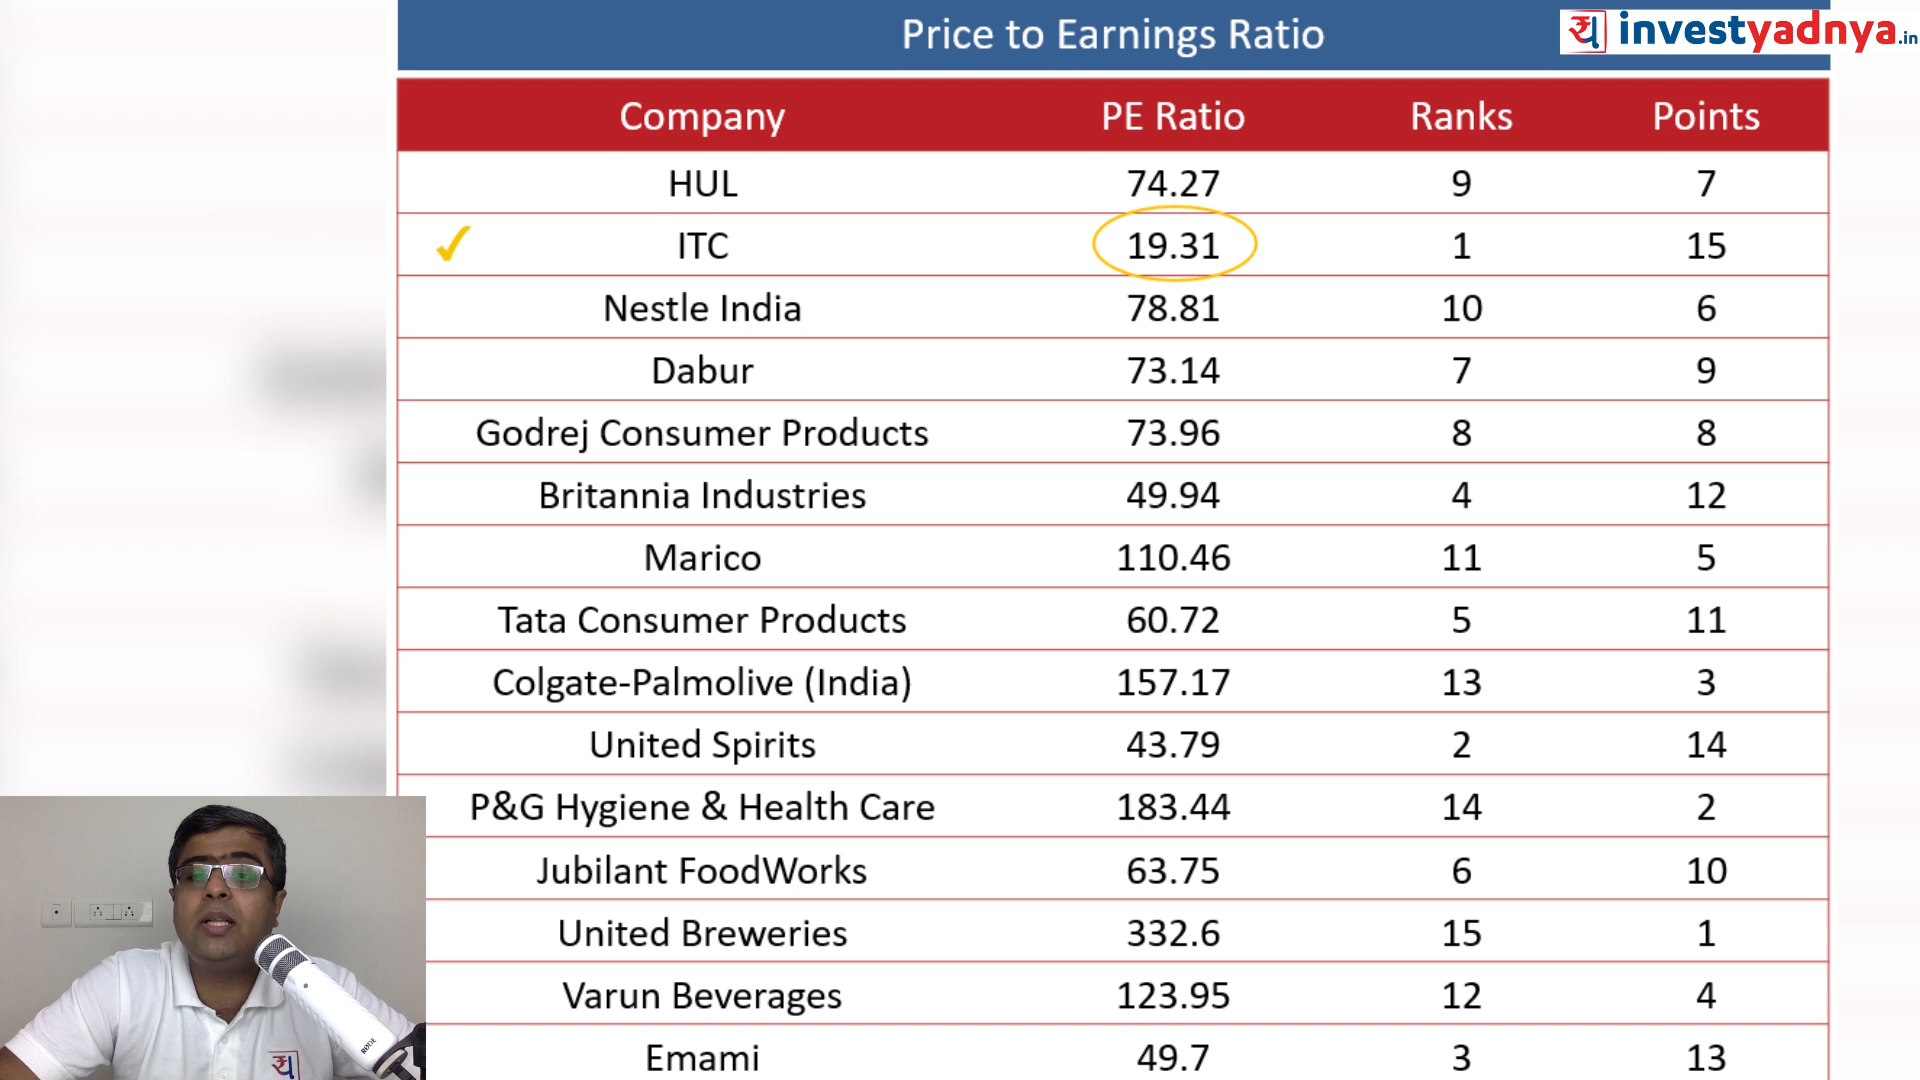 Price to Earnings Ratio
य investyadnya.in
Company PE Ratio Ranks Points
HUL 74.27 9 7
ITC 19.31 1 15
Nestle India 78.81 10 6
Dabur 73.14 7 9
Godrej Consumer Products 73.96 8 8
Britannia Industries 49.94 4 12
Marico 110.46 11 5
Tata Consumer Products 60.72 5 11
Colgate-Palmolive (India) 157.17 13 3
United Spirits 43.79 2 14
P&G Hygiene & Health Care 183.44 14 2
Jubilant FoodWorks 63.75 6 10
United Breweries 332.6 15 1
Varun Beverages 123.95 12 4
Emami 49.7 3 13
RØDE